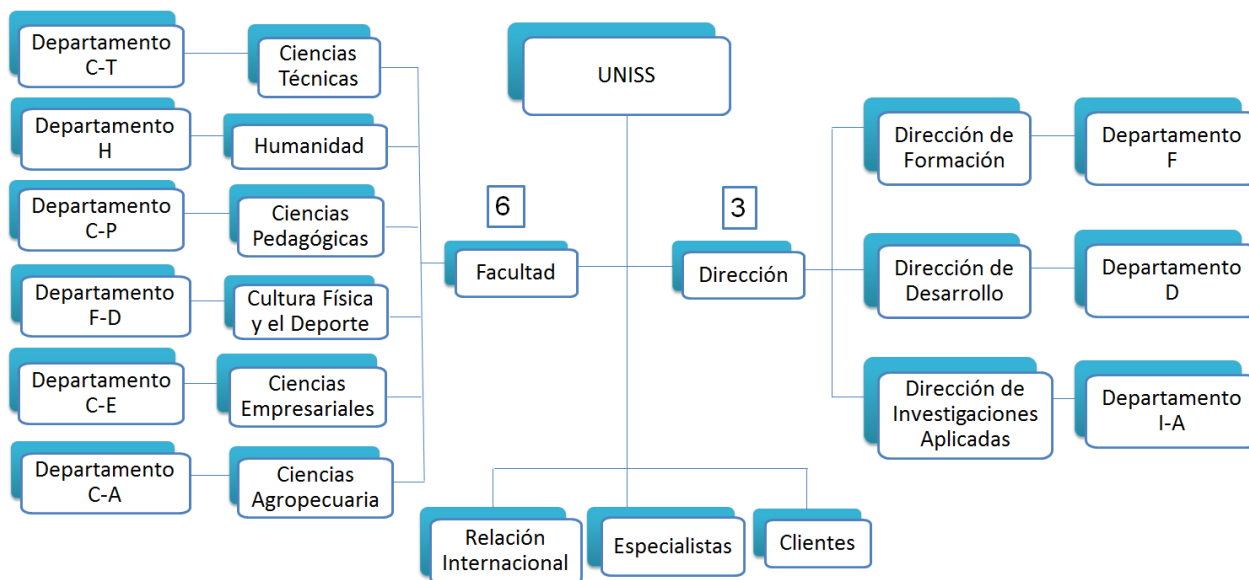 UNISS
Departamento
C-T
Ciencias
Técnicas
Departamento
H
Humanidad
Departamento
C-P
Ciencias
Pedagógicas
Departamento
F-D
Cultura Física
y el Deporte
Departamento
C-E
Ciencias
Empresariales
Departamento
C-A
Ciencias
Agropecuaria
6
Facultad
3
Dirección
Dirección de
Formación
Departamento
F
Dirección de
Desarrollo
Departamento
D
Dirección de
Investigaciones
Aplicadas
Departamento
I-A
Relación
Internacional
Especialistas
Clientes